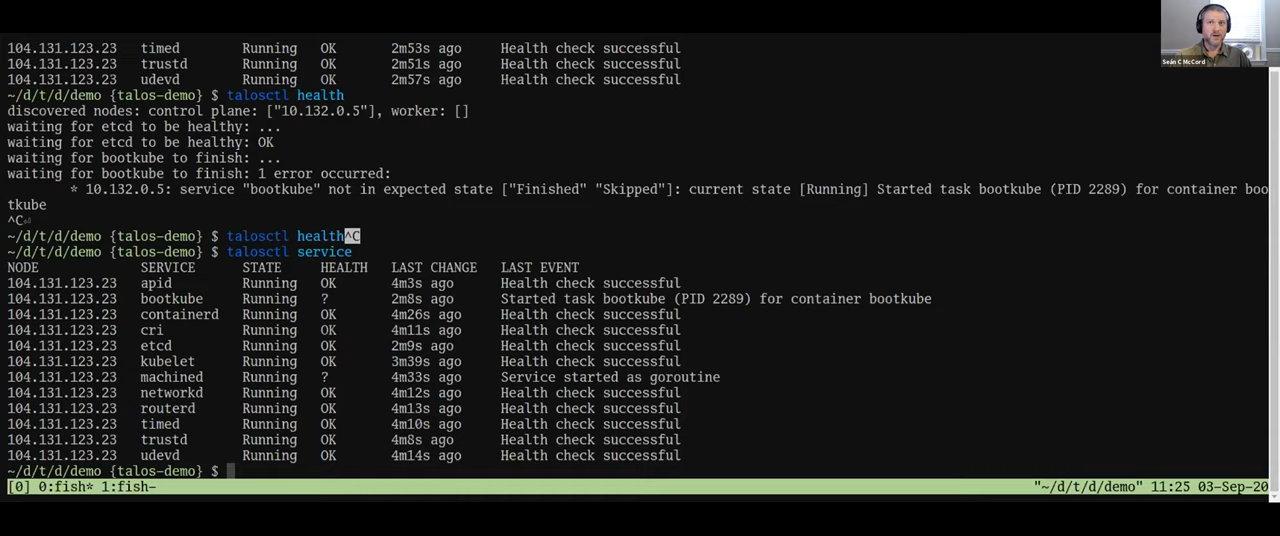 104.131.123.23 timed Running OK 2m53s ago Health check successful
104.131.123.23 trustd Running OK 2m51s ago Health check successful
104.131.123.23 udevd Running OK 2m57s ago Health check successful
~/d/t/d/demo {talos-demo} $ talosctl health
discovered nodes: control plane: ["10.132.0.5"], worker: []
waiting for etcd to be healthy: ...
waiting for etcd to be healthy: OK
waiting for bootkube to finish: ...
waiting for bootkube to finish: 1 error occurred:
* 10.132.0.5: service "bootkube" not in expected state ["Finished" "Skipped"]: current state [Running] Started task bootkube (PID 2289) for container boo
tkube
^C⏎
~/d/t/d/demo {talos-demo} $ talosctl health^C
~/d/t/d/demo {talos-demo} $ talosctl service
NODE SERVICE STATE HEALTH LAST CHANGE LAST EVENT
104.131.123.23 apid Running OK 4m3s ago Health check successful
104.131.123.23 bootkube Running ? 2m8s ago Started task bootkube (PID 2289) for container bootkube
104.131.123.23 containerd Running OK 4m26s ago Health check successful
104.131.123.23 cri Running OK 4m11s ago Health check successful
104.131.123.23 etcd Running OK 2m9s ago Health check successful
104.131.123.23 kubelet Running OK 3m39s ago Health check successful
104.131.123.23 machined Running ? 4m33s ago Service started as goroutine
104.131.123.23 networkd Running OK 4m12s ago Health check successful
104.131.123.23 routerd Running OK 4m13s ago Health check successful
104.131.123.23 timed Running OK 4m10s ago Health check successful
104.131.123.23 trustd Running OK 4m8s ago Health check successful
104.131.123.23 udevd Running OK 4m14s ago Health check successful
~/d/t/d/demo {talos-demo} $
[0] 0:fish* 1:fish- "~/d/t/d/demo" 11:25 03-Sep-20
Seán C McCord